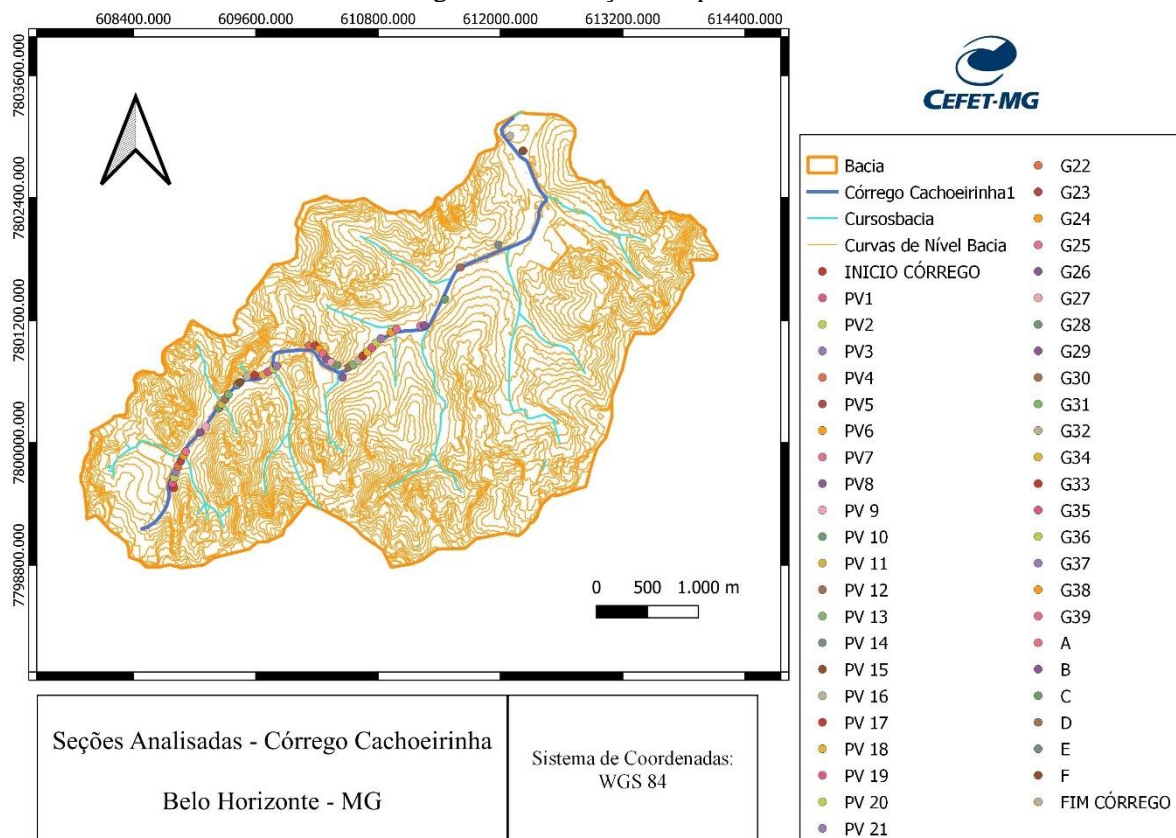 608400.000 609600.000 610800.000 612000.000 613200.000 614400.000
7803600.000
7802400.000
7801200.000
7800000.000
7798800.000
0 500 1.000 m
CEFET-MG
Bacia
Córrego Cachoeirinha1
Cursosbacia
Curvas de Nível Bacia
INICIO CÓRREGO
PV1
PV2
PV3
PV4
PV5
PV6
PV7
PV8
PV 9
PV 10
PV 11
PV 12
PV 13
PV 14
PV 15
PV 16
PV 17
PV 18
PV 19
PV 20
PV 21
G22
G23
G24
G25
G26
G27
G28
G29
G30
G31
G32
G34
G33
G35
G36
G37
G38
G39
A
B
C
D
E
F
FIM CÓRREGO
Seções Analisadas - Córrego Cachoeirinha
Belo Horizonte - MG
Sistema de Coordenadas:
WGS 84